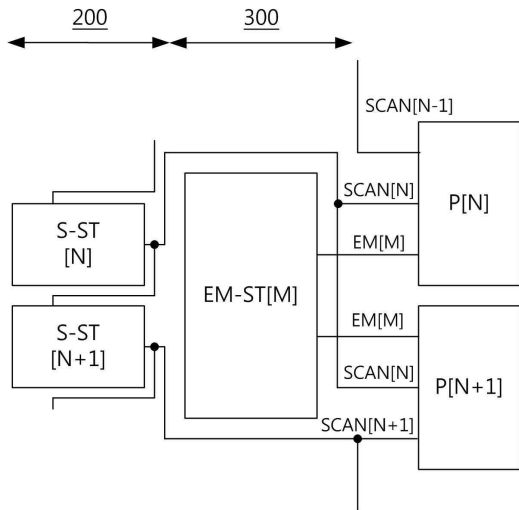 200
300
SCAN[N-1]
S-ST
[N]
SCAN[N]
P[N]
EM[M]
EM-ST[M]
S-ST
[N+1]
EM[M]
SCAN[N]
P[N+1]
SCAN[N+1]